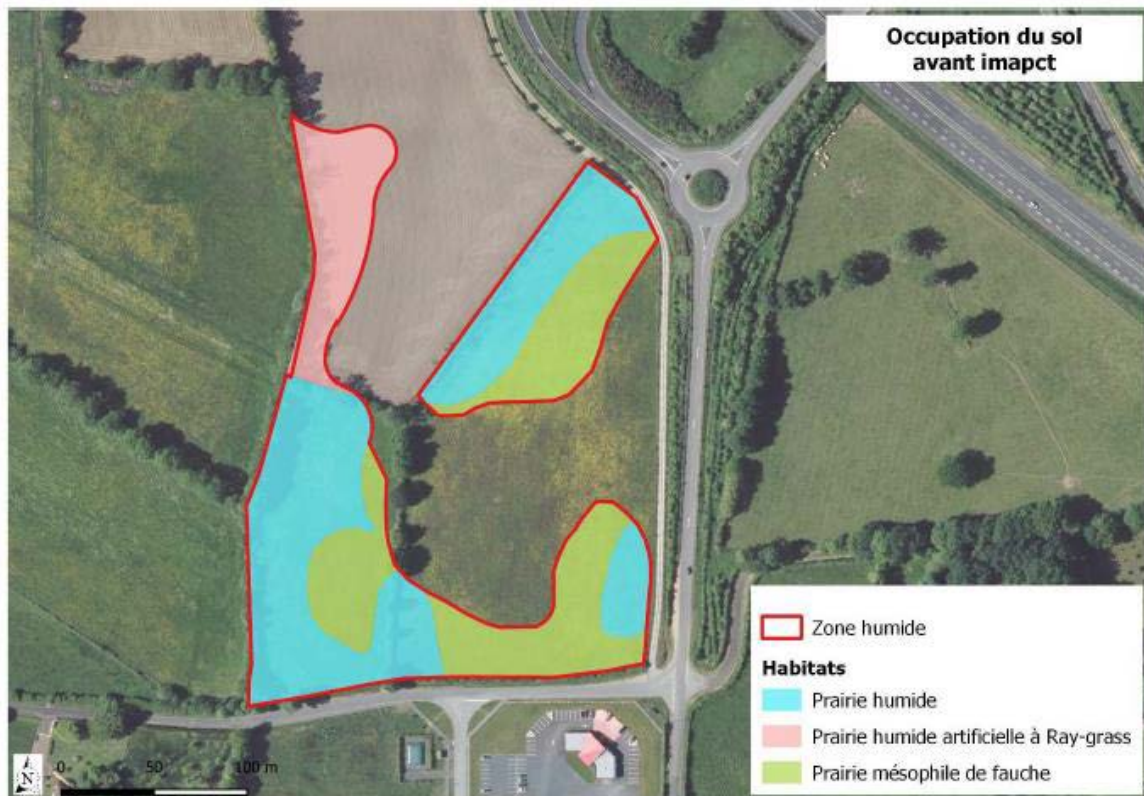 Occupation du sol
avant imapct
Zone humide
Habitats
Prairie humide
Prairie humide artificielle à Ray-grass
Prairie mésophile de fauche
N
0 50 100 m